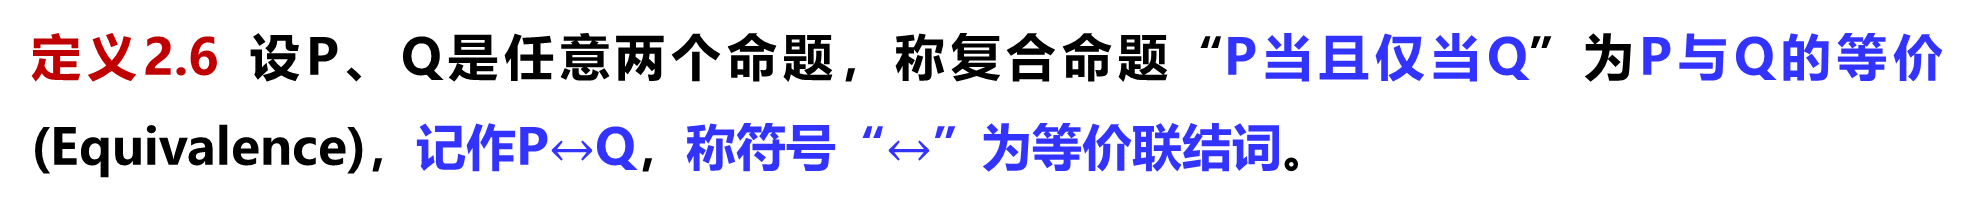 定义2.6 设P、Q是任意两个命题，称复合命题“P当且仅当Q”为P与Q的等价
(Equivalence)，记作P↔Q，称符号“↔”为等价联结词。